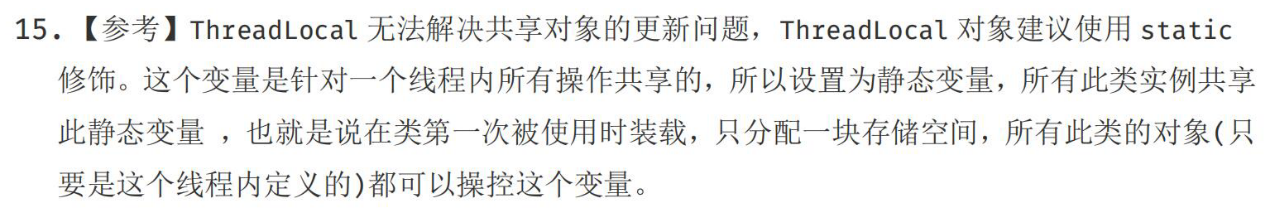 15.【参考】ThreadLocal 无法解决共享对象的更新问题，ThreadLocal 对象建议使用 static
修饰。这个变量是针对一个线程内所有操作共享的，所以设置为静态变量，所有此类实例共享
此静态变量 ，也就是说在类第一次被使用时装载，只分配一块存储空间，所有此类的对象(只
要是这个线程内定义的)都可以操控这个变量。